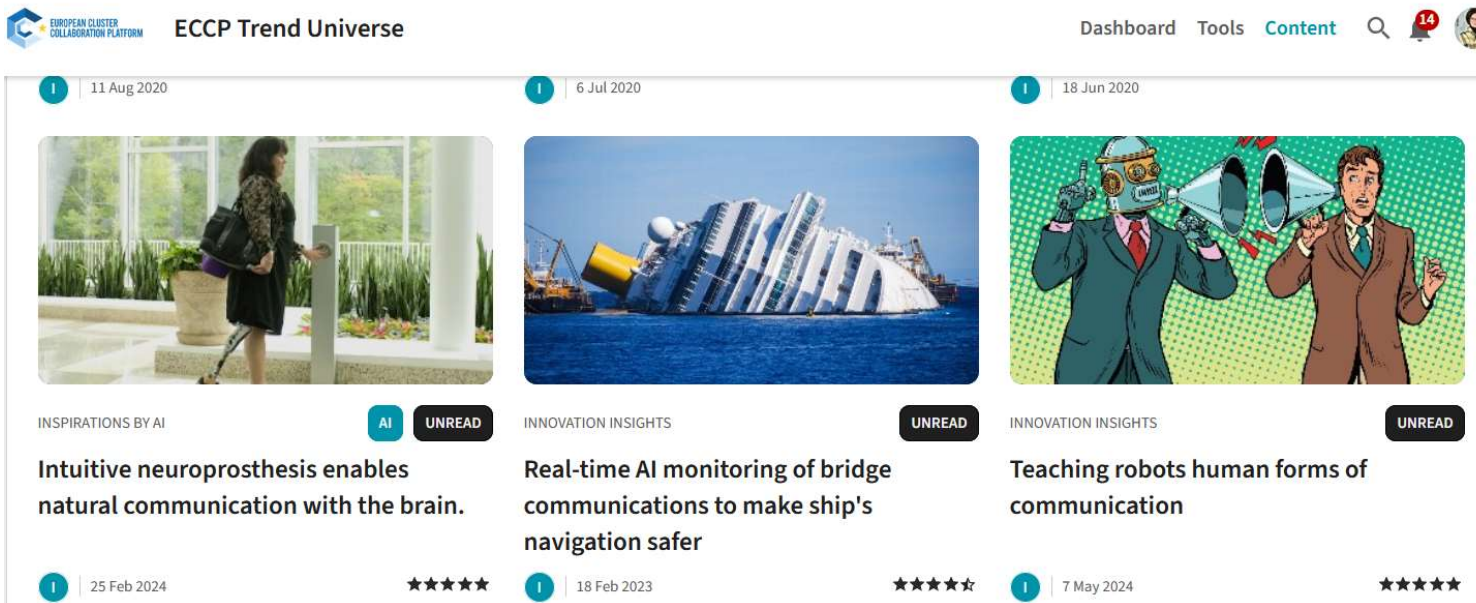 EUROPEAN CLUSTER
COLLABORATION PLATFORM
ECCP Trend Universe
Dashboard Tools Content
14
I 11 Aug 2020
I 6 Jul 2020
I 18 Jun 2020
INSPIRATIONS BY AI
AI UNREAD
Intuitive neuroprosthesis enables
natural communication with the brain.
I 25 Feb 2024
INNOVATION INSIGHTS
UNREAD
Real-time AI monitoring of bridge
communications to make ship's
navigation safer
I 18 Feb 2023
INNOVATION INSIGHTS
UNREAD
Teaching robots human forms of
communication
I 7 May 2024